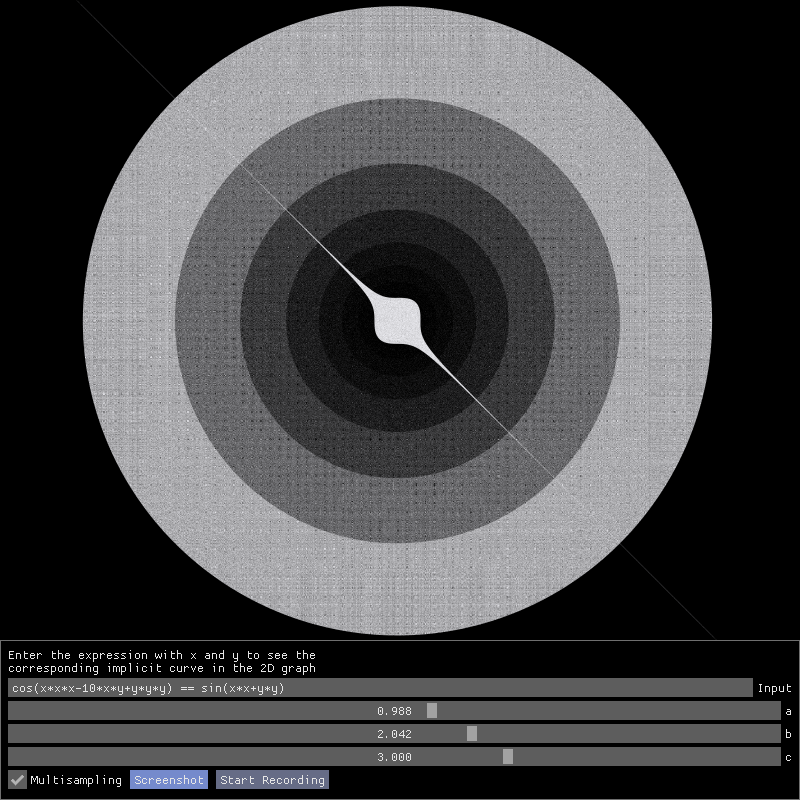 Enter the expression with x and y to see the
corresponding implicit curve in the 2D graph
cos(x*x*x-10*x*y+y*y*y) == sin(x*x+y*y) Input
0.988 a
2.042 b
3.000 c
Multisampling Screenshot Start Recording